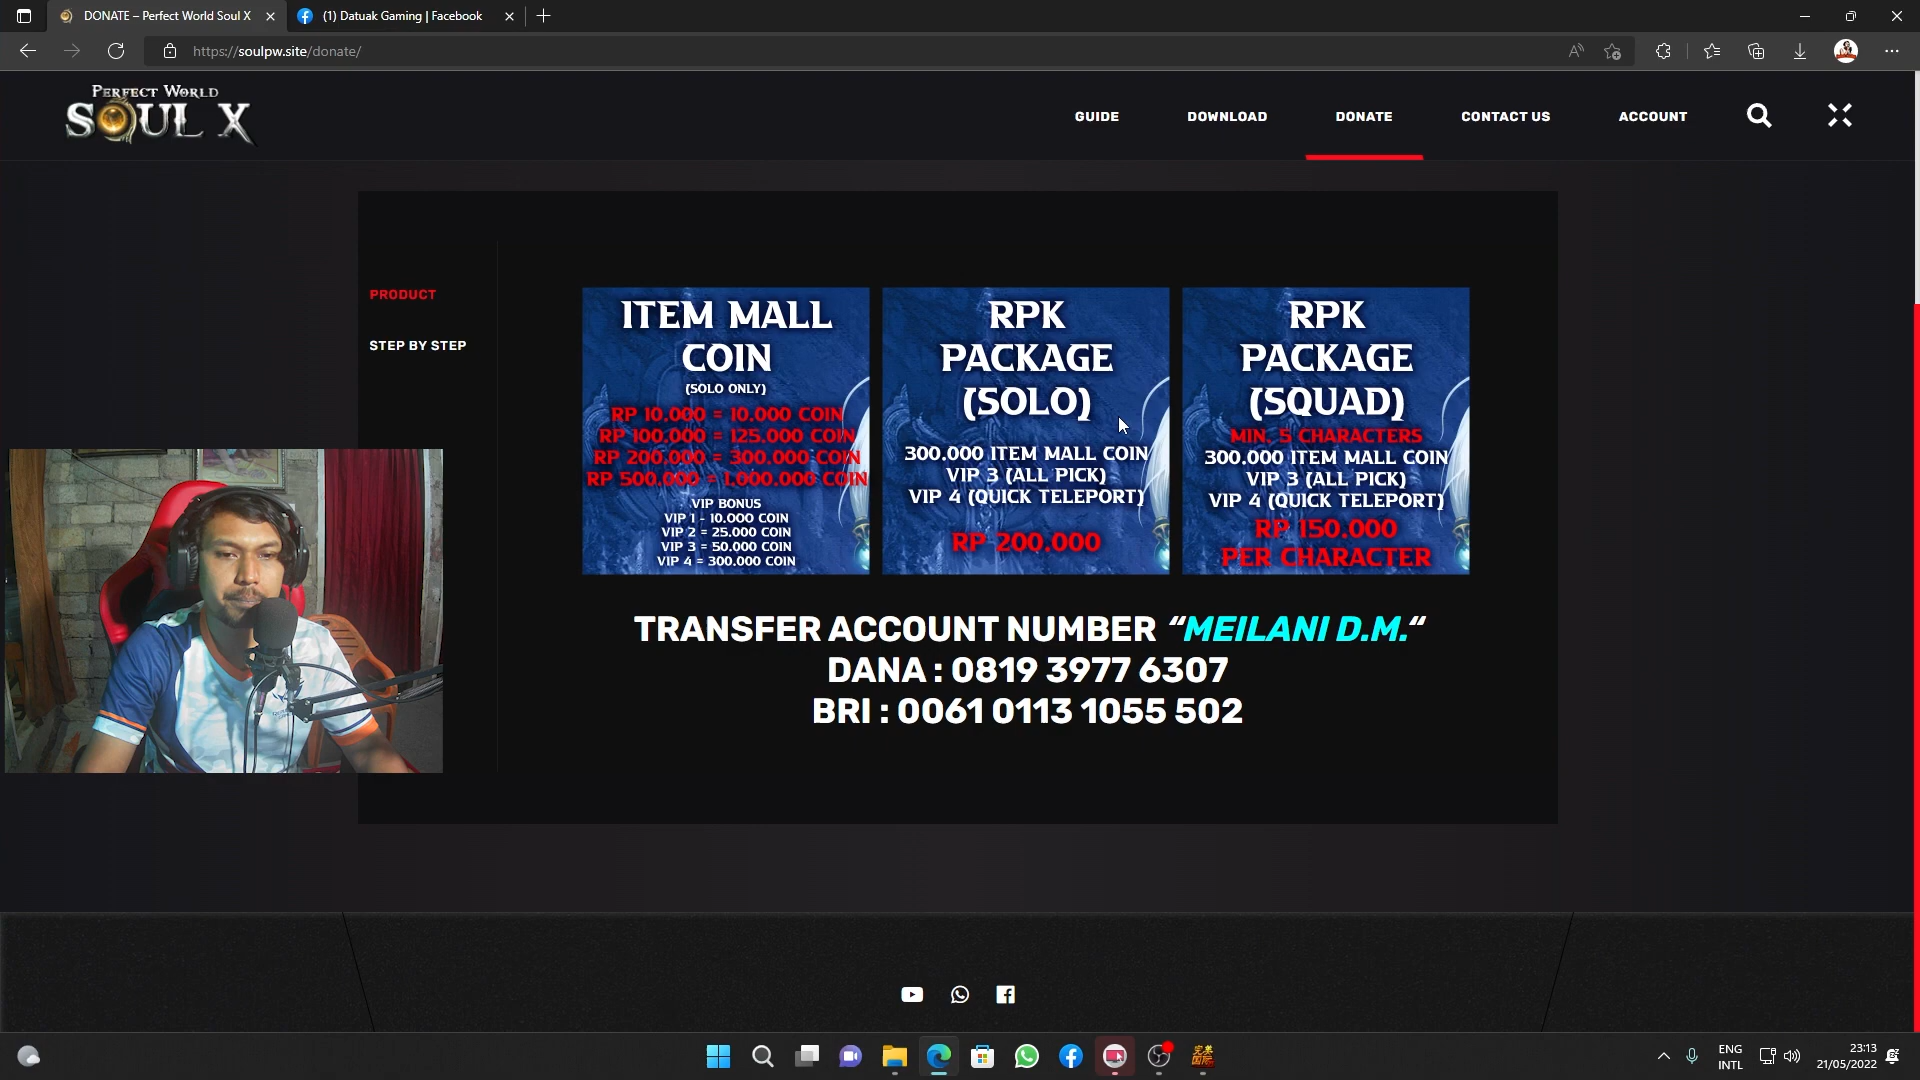 DONATE – Perfect World Soul X
(1) Datuak Gaming | Facebook
https://soulpw.site/donate/
PERFECT WORLD
SOUL X
GUIDE
DOWNLOAD
DONATE
CONTACT US
ACCOUNT
PRODUCT
STEP BY STEP
ITEM MALL
COIN
(SOLO ONLY)
RP 10.000 = 10.000 COIN
RP 100.000 = 125.000 COIN
RP 200.000 = 300.000 COIN
RP 500.000 = 1.000.000 COIN
VIP BONUS
VIP 1 - 10.000 COIN
VIP 2 = 25.000 COIN
VIP 3 = 50.000 COIN
VIP 4 = 300.000 COIN
RPK
PACKAGE
(SOLO)
300.000 ITEM MALL COIN
VIP 3 (ALL PICK)
VIP 4 (QUICK TELEPORT)
RP 200.000
RPK
PACKAGE
(SQUAD)
MIN. 5 CHARACTERS
300.000 ITEM MALL COIN
VIP 3 (ALL PICK)
VIP 4 (QUICK TELEPORT)
RP 150.000
PER CHARACTER
TRANSFER ACCOUNT NUMBER “MEILANI D.M.“
DANA : 0819 3977 6307
BRI : 0061 0113 1055 502
完美
国际
ENG
INTL
23:13
21/05/2022